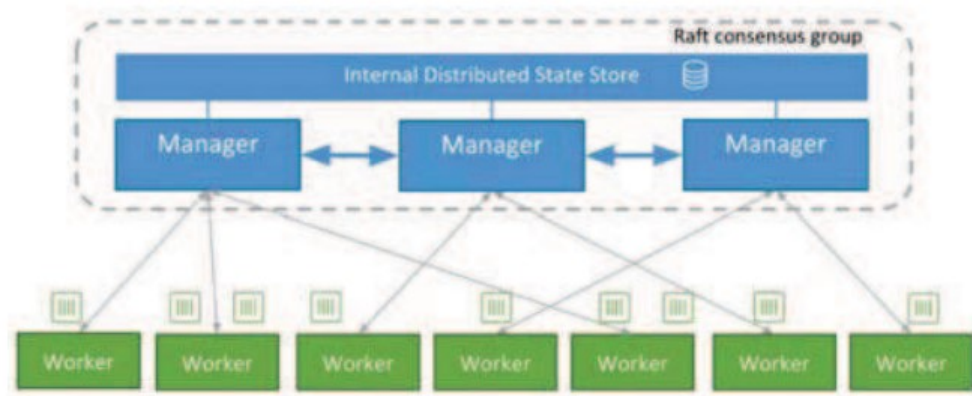 Raft consensus group
Internal Distributed State Store
Manager
Manager
Manager
Worker
Worker
Worker
Worker
Worker
Worker
Worker